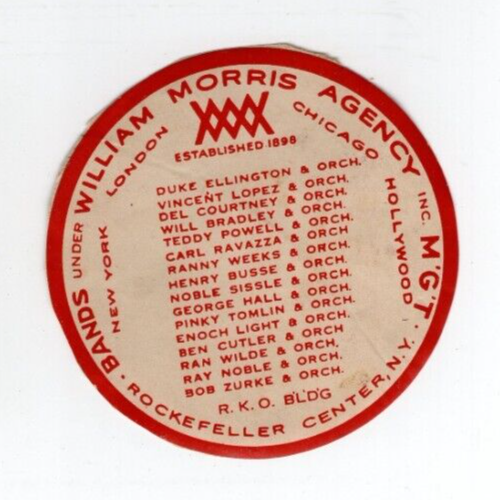 BANDS UNDER WILLIAM MORRIS AGENCY INC. M'G'T.
NEW YORK LONDON CHICAGO HOLLYWOOD
ESTABLISHED 1898
DUKE ELLINGTON & ORCH.
VINCENT LOPEZ & ORCH.
DEL COURTNEY & ORCH.
WILL BRADLEY & ORCH.
TEDDY POWELL & ORCH.
CARL RAVAZZA & ORCH.
RANNY WEEKS & ORCH
HENRY BUSSE & ORCH.
NOBLE SISSLE & ORCH.
GEORGE HALL & ORCH.
PINKY TOMLIN & ORCH.
ENOCH LIGHT & ORCH.
BEN CUTLER & ORCH
RAN WILDE & ORCH.
RAY NOBLE & ORCH.
BOB ZURKE & ORCH.
R. K. O. B'LD'G
· ROCKEFELLER CENTER, N.Y. ·